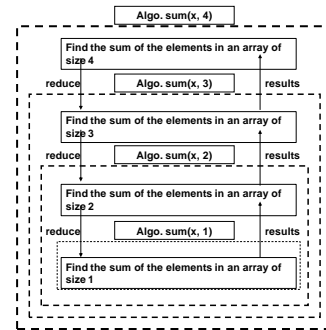 Algo. sum(x, 4)
Find the sum of the elements in an array of
size 4
reduce
Algo. sum(x, 3)
results
Find the sum of the elements in an array of
size 3
reduce
Algo. sum(x, 2)
results
Find the sum of the elements in an array of
size 2
reduce
Algo. sum(x, 1)
results
Find the sum of the elements in an array of
size 1